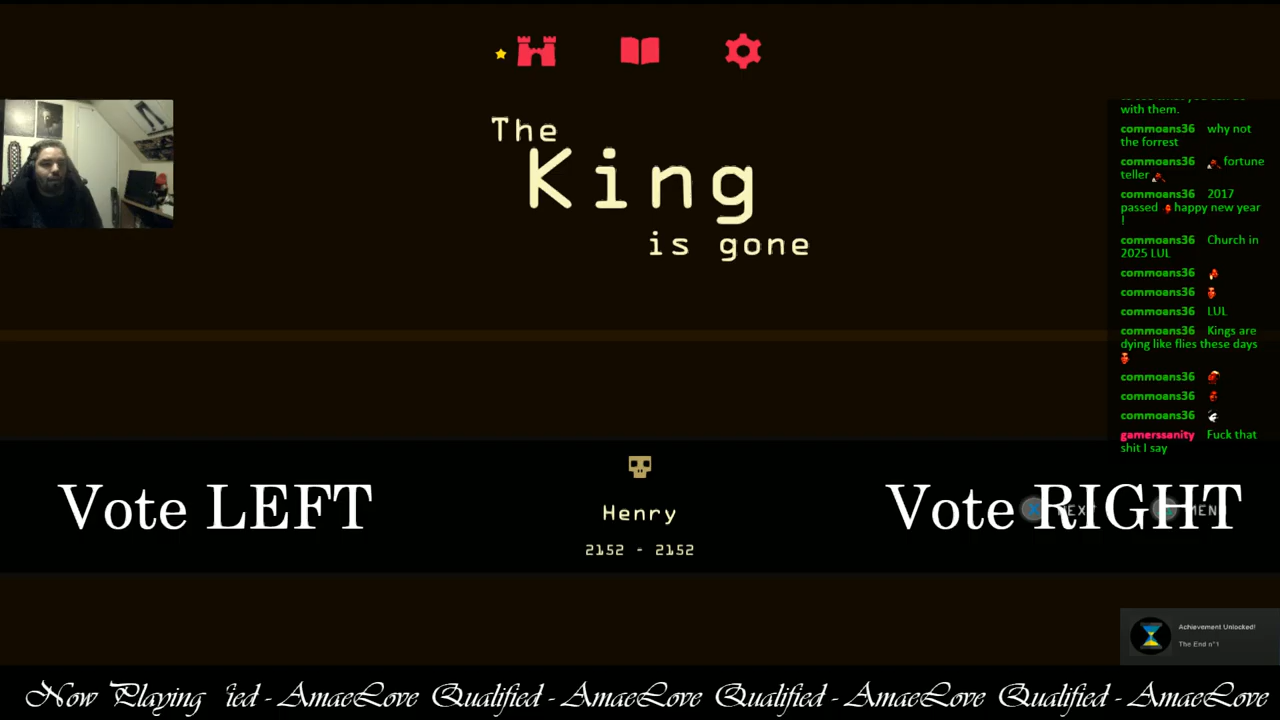 The
King
is gone
with them.
commoans36 why not
the forrest
commoans36 fortune
teller
commoans36 2017
passed happy new year
!
commoans36 Church in
2025 LUL
commoans36
commoans36
commoans36 LUL
commoans36 Kings are
dying like flies these days
commoans36
commoans36
commoans36
gamerssanity Fuck that
shit I say
Vote LEFT
Vote RIGHT
MENU
Henry
2152 - 2152
Achievement Unlocked!
The End n°1
Now Playing
ied - AmaeLove Qualified - AmaeLove Qualified - AmaeLove Qualified - AmaeLove